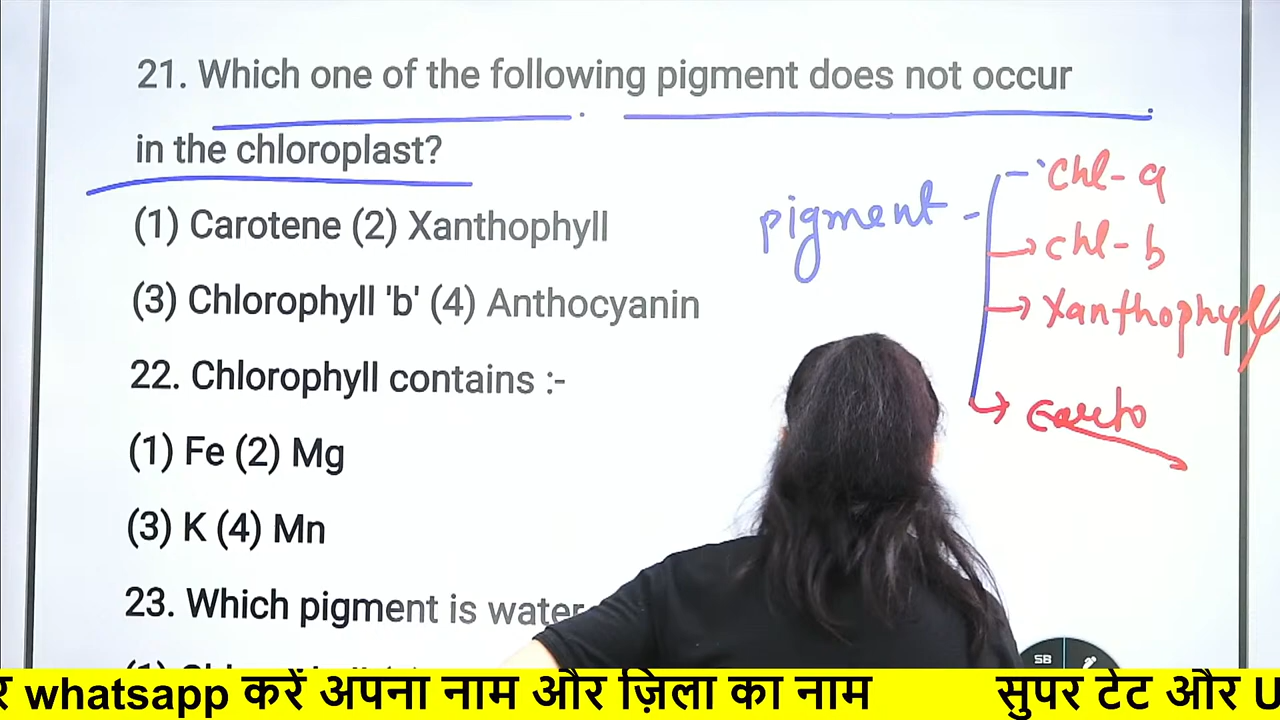 21. Which one of the following pigment does not occur
in the chloroplast?
(1) Carotene (2) Xanthophyll
(3) Chlorophyll 'b' (4) Anthocyanin
22. Chlorophyll contains :-
(1) Fe (2) Mg
(3) K (4) Mn
23. Which pigment is water
pigment
chl-a
chl-b
Xanthophyll
Caroto
SB
whatsapp करें अपना नाम और ज़िला का नाम
सुपर टेट और U